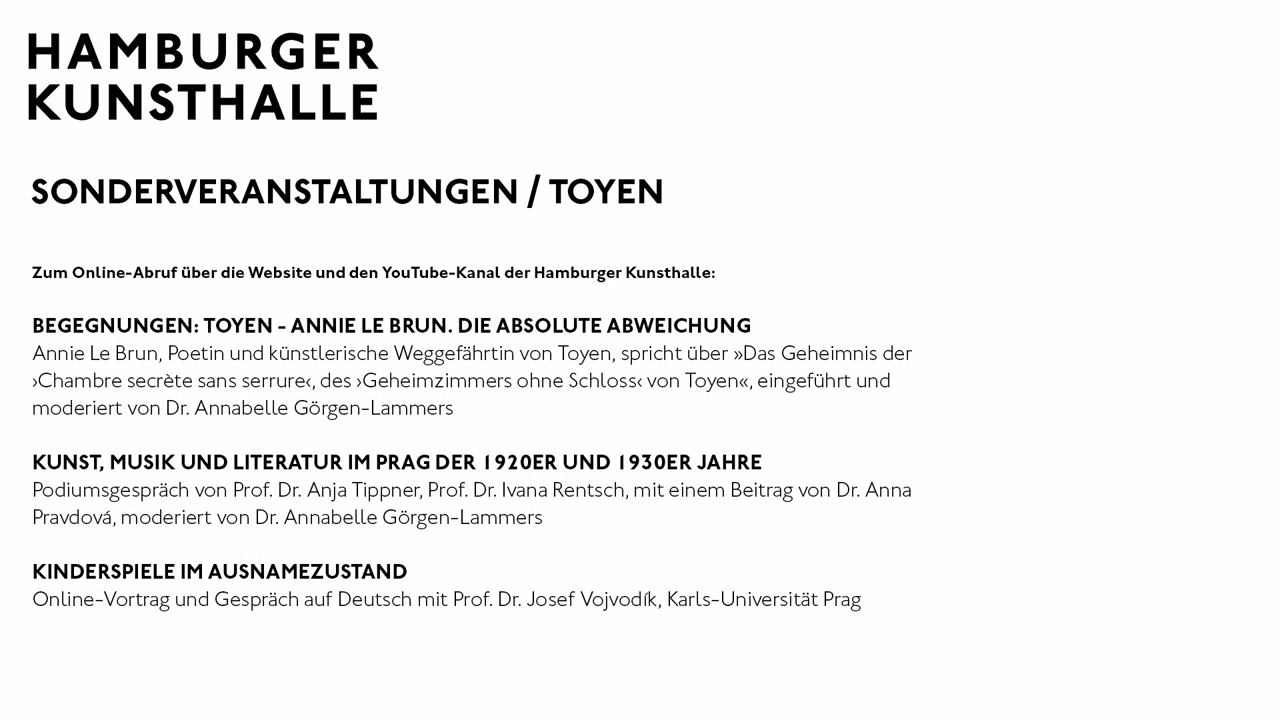 HAMBURGER
KUNSTHALLE
SONDERVERANSTALTUNGEN / TOYEN
Zum Online-Abruf über die Website und den YouTube-Kanal der Hamburger Kunsthalle:
BEGEGNUNGEN: TOYEN - ANNIE LE BRUN. DIE ABSOLUTE ABWEICHUNG
Annie Le Brun, Poetin und künstlerische Weggefährtin von Toyen, spricht über »Das Geheimnis der
›Chambre secrète sans serrure‹, des ›Geheimzimmers ohne Schloss‹ von Toyen«, eingeführt und
moderiert von Dr. Annabelle Görgen-Lammers
KUNST, MUSIK UND LITERATUR IM PRAG DER 1920ER UND 1930ER JAHRE
Podiumsgespräch von Prof. Dr. Anja Tippner, Prof. Dr. Ivana Rentsch, mit einem Beitrag von Dr. Anna
Pravdová, moderiert von Dr. Annabelle Görgen-Lammers
KINDERSPIELE IM AUSNAMEZUSTAND
Online-Vortrag und Gespräch auf Deutsch mit Prof. Dr. Josef Vojvodík, Karls-Universität Prag